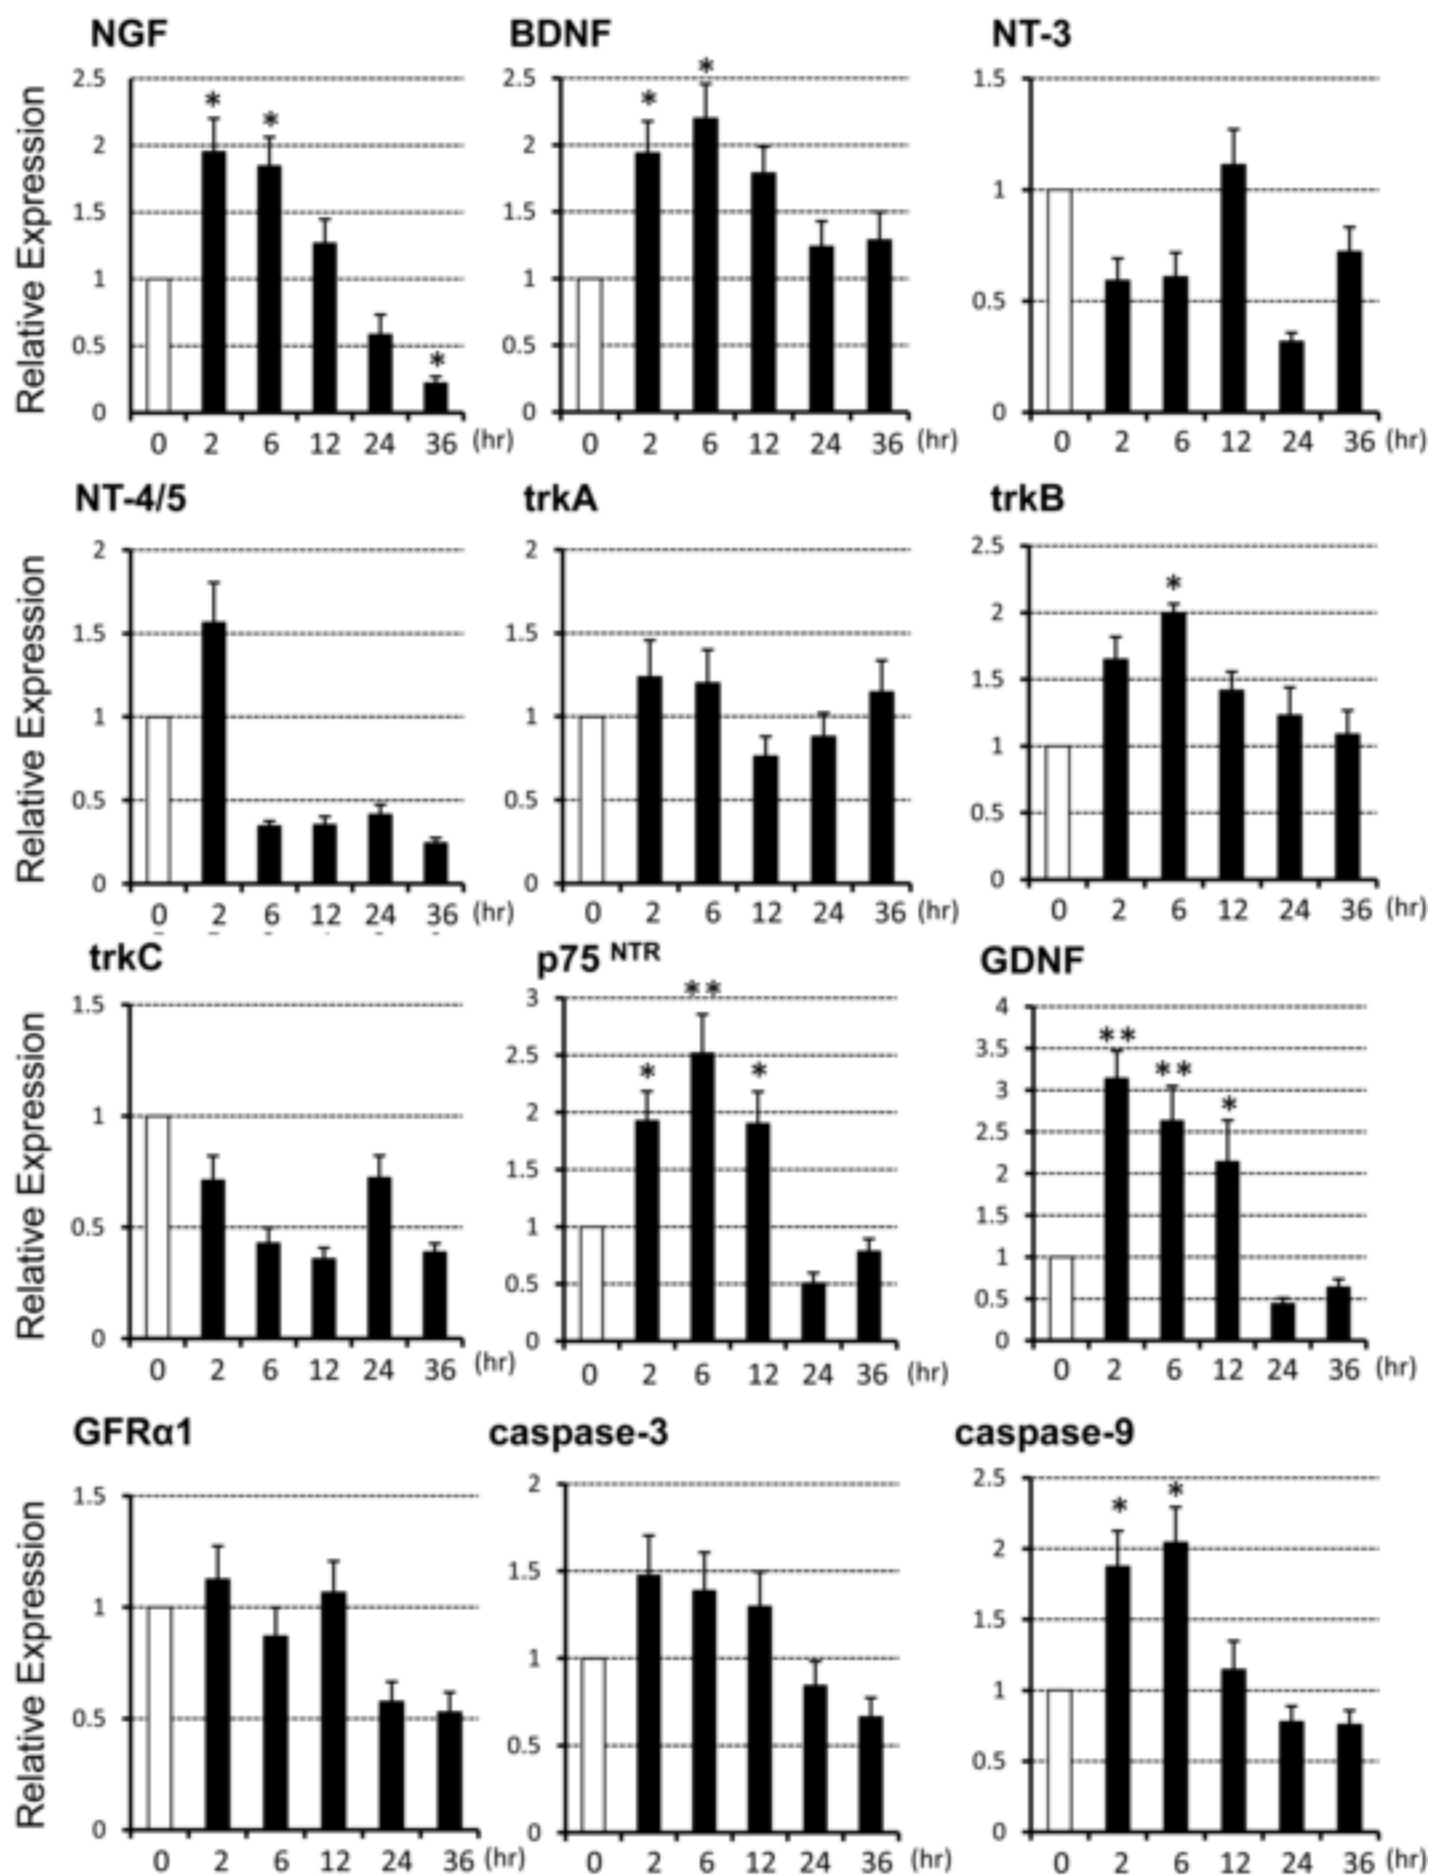 NGF BDNF NT-3
Relative Expression
2.5 2 1.5 1 0.5 0
* * *
0 2 6 12 24 36 (hr)
2.5 2 1.5 1 0.5 0
* *
0 2 6 12 24 36 (hr)
1.5 1 0.5 0
0 2 6 12 24 36 (hr)
NT-4/5 trkA trkB
Relative Expression
2 1.5 1 0.5 0
0 2 6 12 24 36 (hr)
2 1.5 1 0.5 0
0 2 6 12 24 36 (hr)
2.5 2 1.5 1 0.5 0
*
0 2 6 12 24 36 (hr)
trkC p75 NTR GDNF
Relative Expression
1.5 1 0.5 0
0 2 6 12 24 36 (hr)
3 2.5 2 1.5 1 0.5 0
* ** *
0 2 6 12 24 36 (hr)
4 3.5 3 2.5 2 1.5 1 0.5 0
** ** *
0 2 6 12 24 36 (hr)
GFRα1 caspase-3 caspase-9
Relative Expression
1.5 1 0.5 0
0 2 6 12 24 36 (hr)
2 1.5 1 0.5 0
0 2 6 12 24 36 (hr)
2.5 2 1.5 1 0.5 0
* *
0 2 6 12 24 36 (hr)